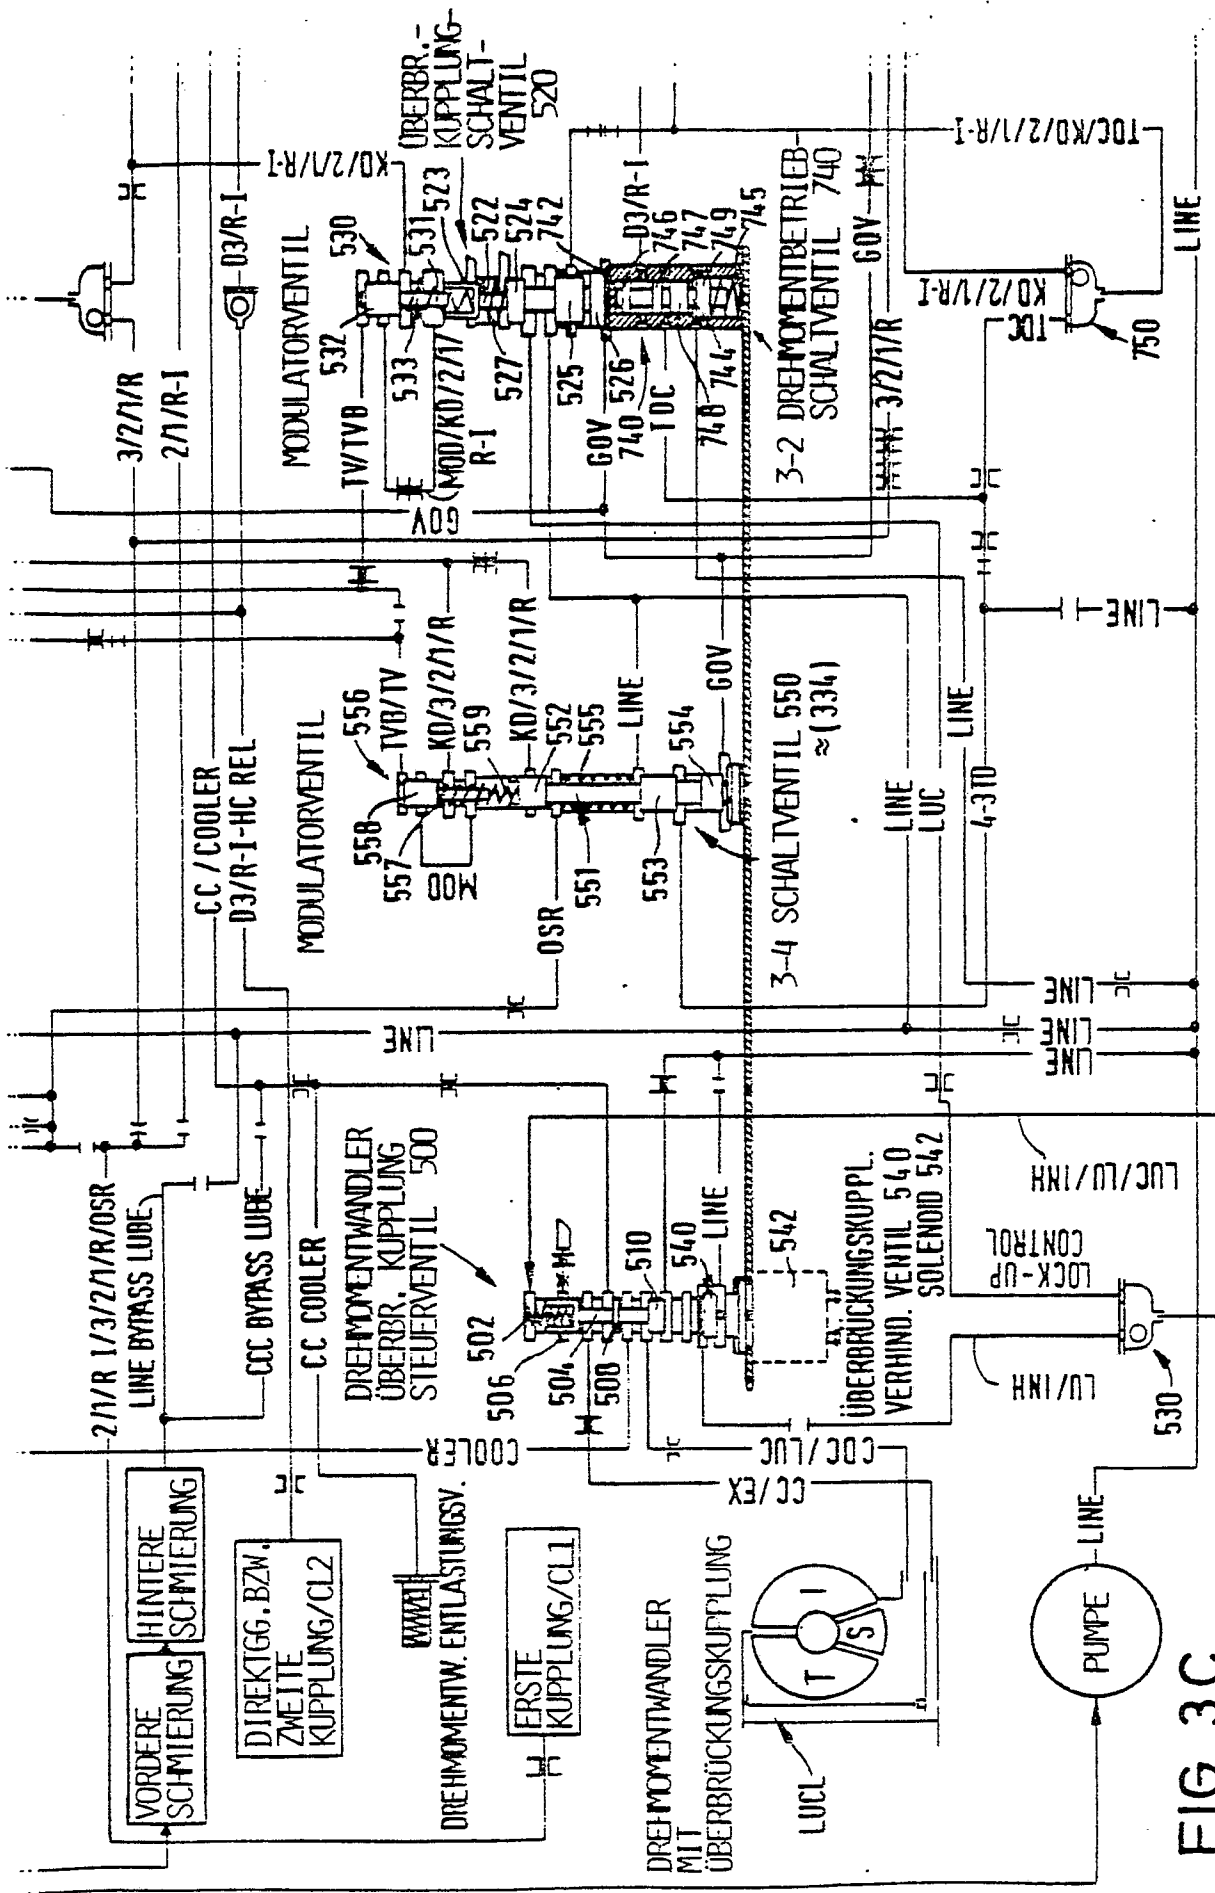 VORDERE
SCHMIERUNG
HINTERE
SCHMIERUNG
DIREKTGG. BZW.
ZWEITE
KUPPLUNG/CL2
DREHMOMENTW. ENTLASTUNGSV.
ERSTE
KUPPLUNG/CL1
DREHMOMENTWANDLER
MIT
ÜBERBRÜCKUNGSKUPPLUNG
LUCL
T
I
S
PUMPE
LINE
FIG. 3C
2/1/R 1/3/2/1/R/OSR
LINE BYPASS LUBE
CCC BYPASS LUBE
CC COOLER
COOLER
CC/EX
CDC/LUC
DREHMOMENTWANDLER
ÜBERBR. KUPPLUNG
STEUERVENTIL 500
502
506
504
508
510
540
LINE
542
ÜBERBRÜCKUNGSKUPPL.
VERHIND. VENTIL 540
SOLENOID 542
LU/INH
LOCK-UP
CONTROL
LUC/LU/INH
530
LINE
LINE
LINE
LINE
3/2/1/R
2/1/R-I
CC/COOLER
D3/R-I-HC REL
D3/R-I
MODULATORVENTIL
556
558
557
MOD
TVB/TV
KD/3/2/1/R
559
KD/3/2/1/R
552
555
OSR
551
LINE
553
554
GOV
3-4 SCHALTVENTIL 550
≈(334)
LINE
LUC
LINE
4-3TD
LINE
MODULATORVENTIL
530
532
533
531
523
TV/TVB
(MOD/KD/2/1/
R-I
GOV
KD/2/1/R-I
ÜBERBR.-
KUPPLUNG-
SCHALT-
VENTIL
520
522
524
527
525
742
526
GOV
740
TDC
748
D3/R-I
746
747
749
744
745
3-2 DREHMOMENTBETRIEB-
SCHALTVENTIL 740
GOV
3/2/1/R
TDC/KD/2/1/R-I
KD/2/1/R-I
TDC
750
LINE